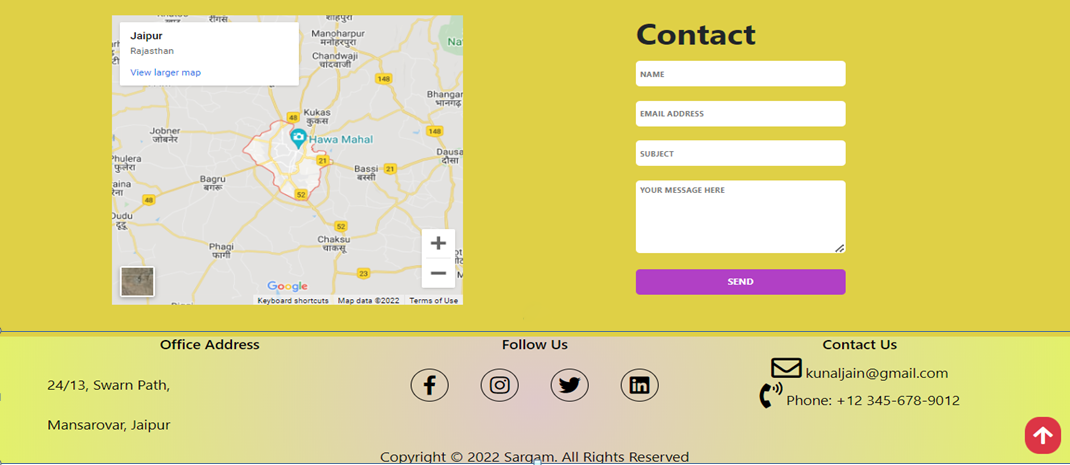 Jaipur
Rajasthan
View larger map
रींगस
शाहपुरा
Manoharpur
मनोहरपुर
Chandwaji
चंदवाजी
148
Bhangar
भानगढ़
Kukas
कुकस
48
Jobner
जोबनेर
Hawa Mahal
148
Phulera
फुलेरा
21
Bassi
बस्सी
21
Dausa
दौसा
Bagru
बगरू
52
48
Dudu
दूदू
52
Phagi
फागी
Chaksu
चाकसू
23
Google
Keyboard shortcuts Map data ©2022 Terms of Use
Contact
NAME
EMAIL ADDRESS
SUBJECT
YOUR MESSAGE HERE
SEND
Office Address
24/13, Swarn Path,
Mansarovar, Jaipur
Follow Us
Contact Us
kunaljain@gmail.com
Phone: +12 345-678-9012
Copyright © 2022 Sargam. All Rights Reserved